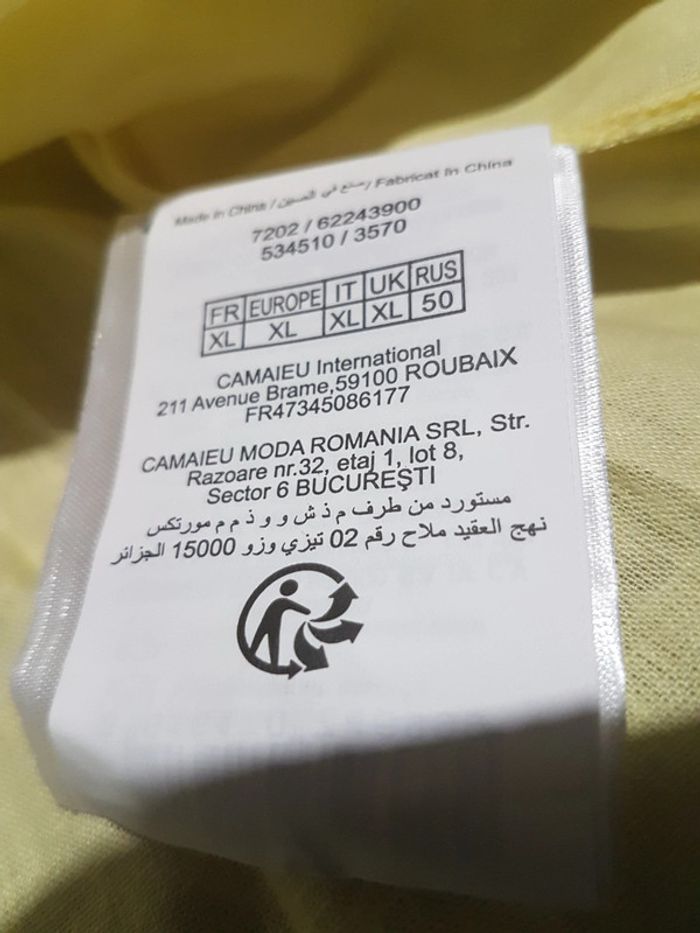 Made in China / صنع في الصين / Fabricat în China
7202 / 62243900
534510 / 3570
FR EUROPE IT UK RUS
XL XL XL XL 50
CAMAIEU International
211 Avenue Brame,59100 ROUBAIX
FR47345086177
CAMAIEU MODA ROMANIA SRL, Str.
Razoare nr.32, etaj 1, lot 8,
Sector 6 BUCUREŞTI
مستورد من طرف م ذ ش و و ذ م م مورتكس
نهج العقيد ملاح رقم 02 تيزي وزو 15000 الجزائر